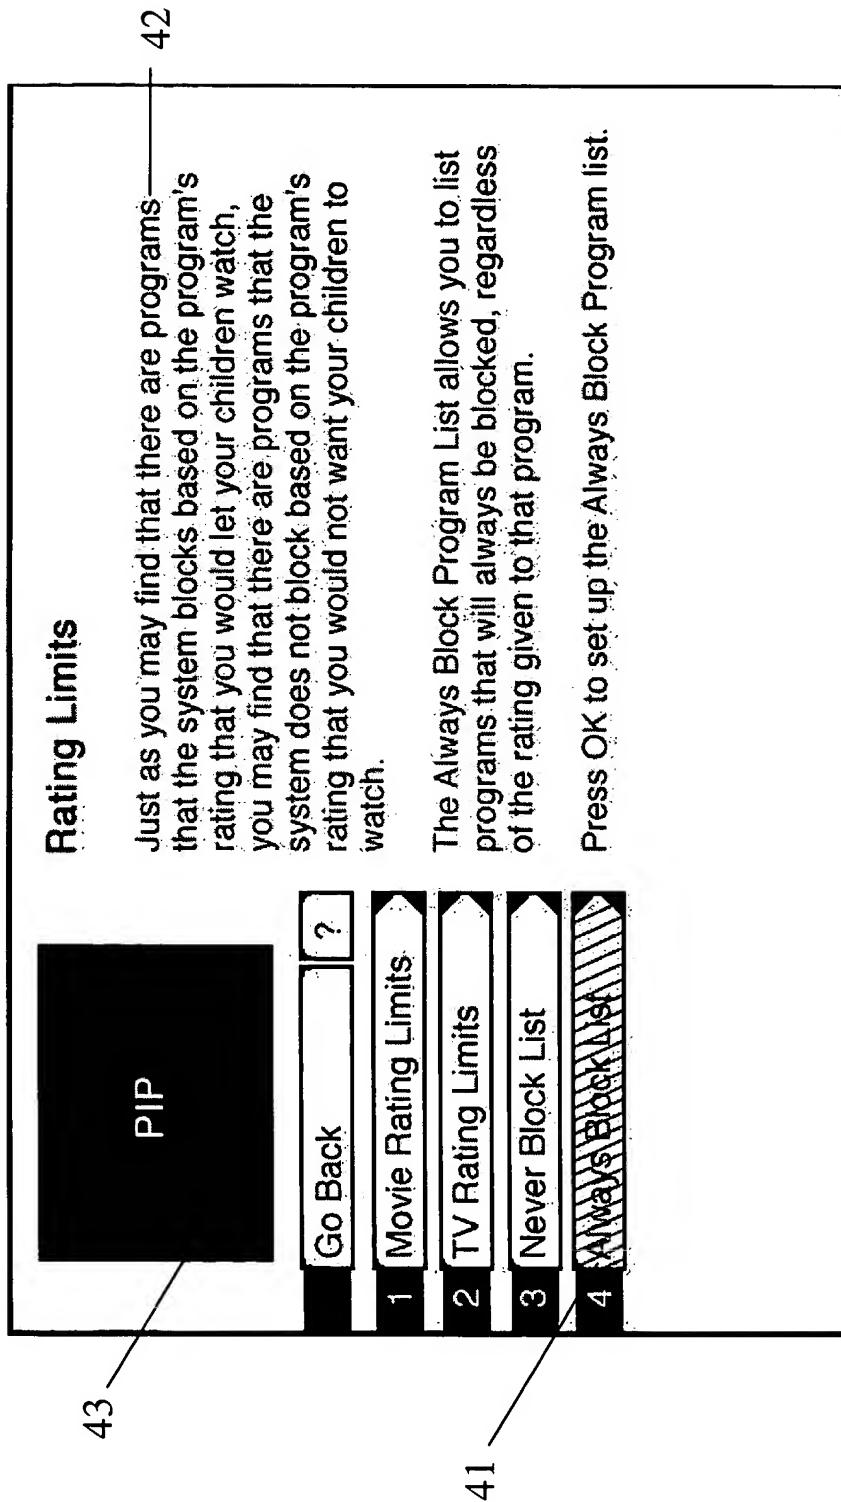 Rating Limits
PIP
Just as you may find that there are programs
that the system blocks based on the program's
rating that you would let your children watch,
you may find that there are programs that the
system does not block based on the program's
rating that you would not want your children to
watch.
The Always Block Program List allows you to list
programs that will always be blocked, regardless
of the rating given to that program.
Press OK to set up the Always Block Program list.
Go Back ?
1 Movie Rating Limits
2 TV Rating Limits
3 Never Block List
4 Always Block List
43
42
41